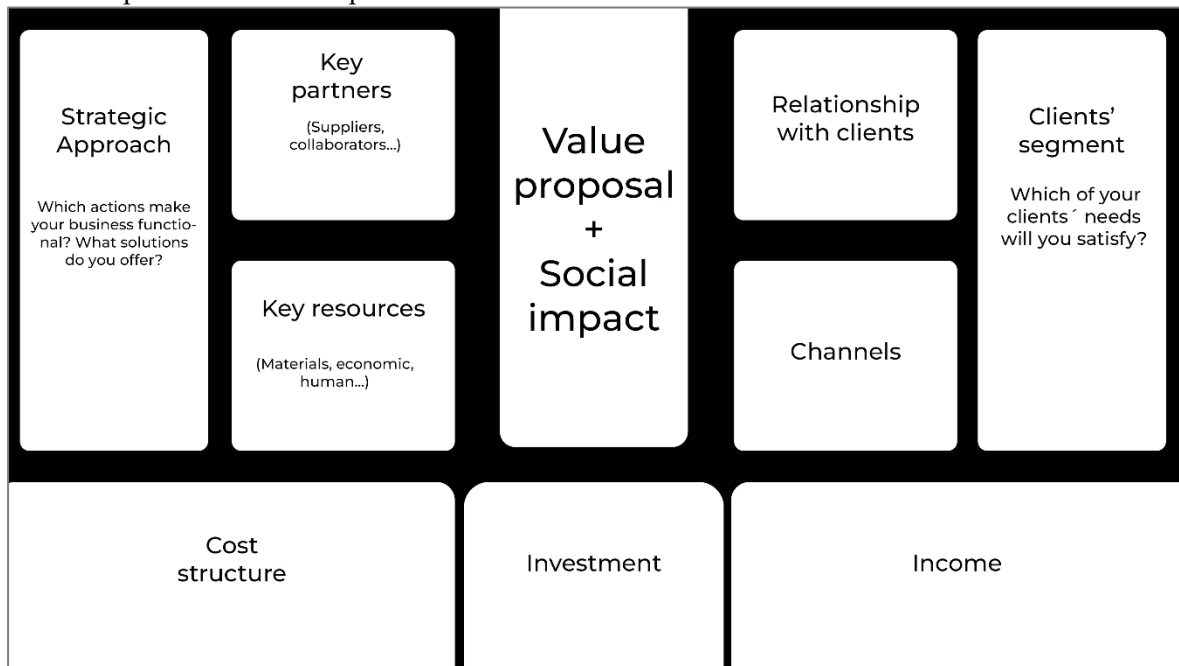 Strategic
Approach
Which actions make
your business functio-
nal? What solutions
do you offer?
Key
partners
(Suppliers,
collaborators...)
Key resources
(Materials, economic,
human...)
Value
proposal
+
Social
impact
Relationship
with clients
Channels
Clients’
segment
Which of your
clients´ needs
will you satisfy?
Cost
structure
Investment
Income